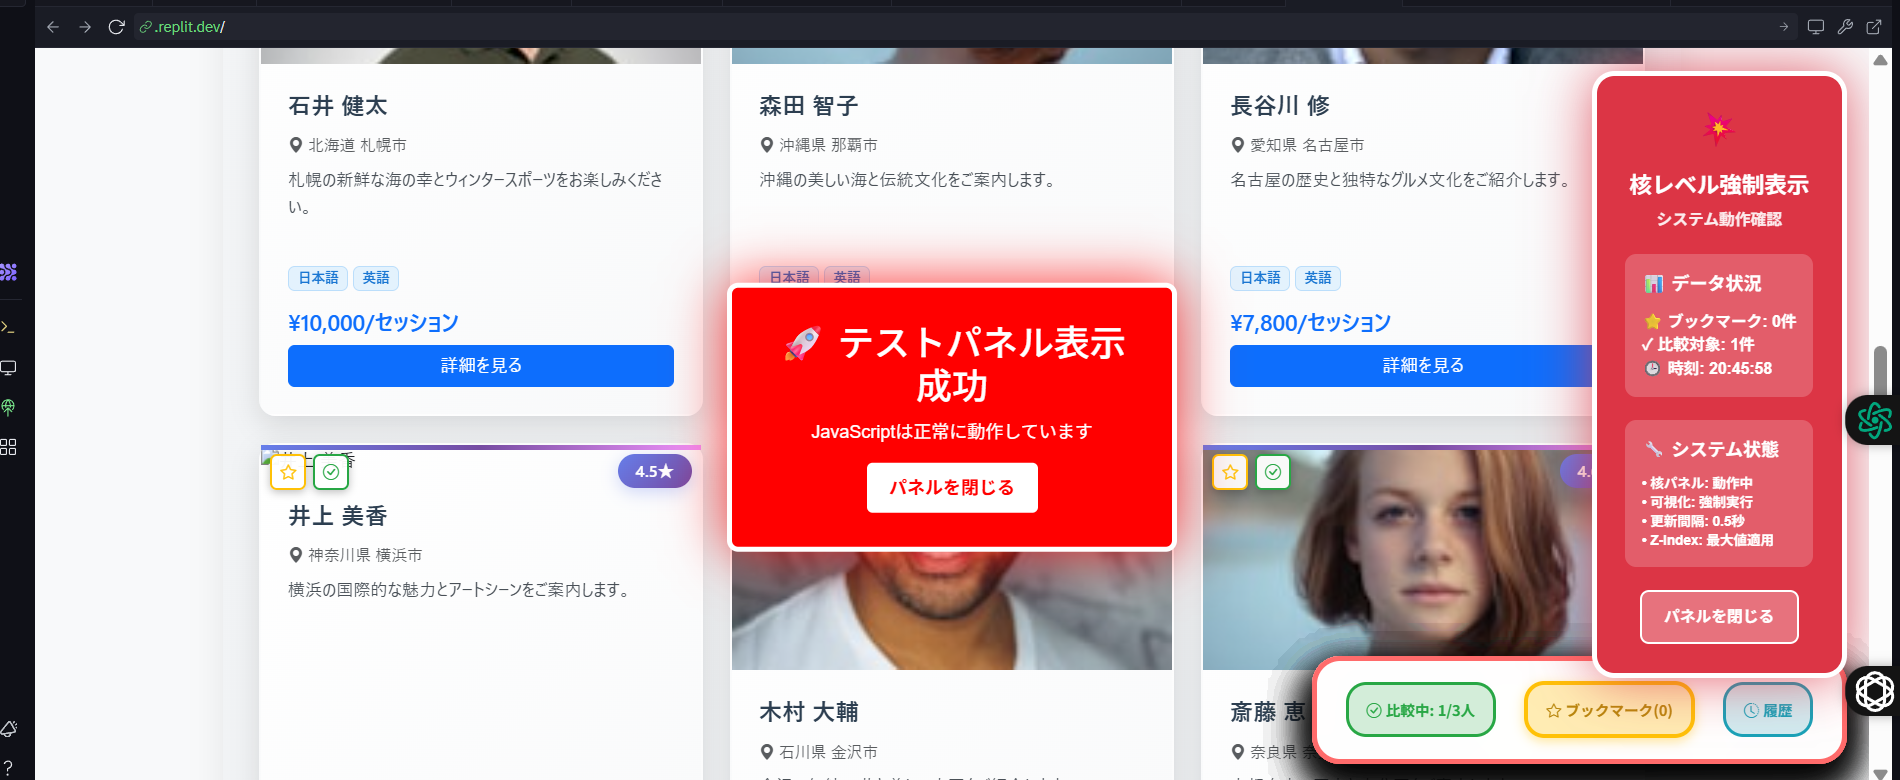 .replit.dev/
石井 健太
北海道 札幌市
札幌の新鮮な海の幸とウィンタースポーツをお楽しみくださ
い。
日本語 英語
¥10,000/セッション
詳細を見る
森田 智子
沖縄県 那覇市
沖縄の美しい海と伝統文化をご案内します。
日本語 英語
長谷川 修
愛知県 名古屋市
名古屋の歴史と独特なグルメ文化をご紹介します。
日本語 英語
¥7,800/セッション
詳細を見る
🚀 テストパネル表示
成功
JavaScriptは正常に動作しています
パネルを閉じる
井上 美香
4.5★
井上 美香
神奈川県 横浜市
横浜の国際的な魅力とアートシーンをご案内します。
木村 大輔
石川県 金沢市
4.
斎藤 恵
奈良県
💥
核レベル強制表示
システム動作確認
📊 データ状況
⭐ ブックマーク: 0件
✓ 比較対象: 1件
🕒 時刻: 20:45:58
🔧 システム状態
• 核パネル: 動作中
• 可視化: 強制実行
• 更新間隔: 0.5秒
• Z-Index: 最大値適用
パネルを閉じる
比較中: 1/3人
ブックマーク(0)
履歴